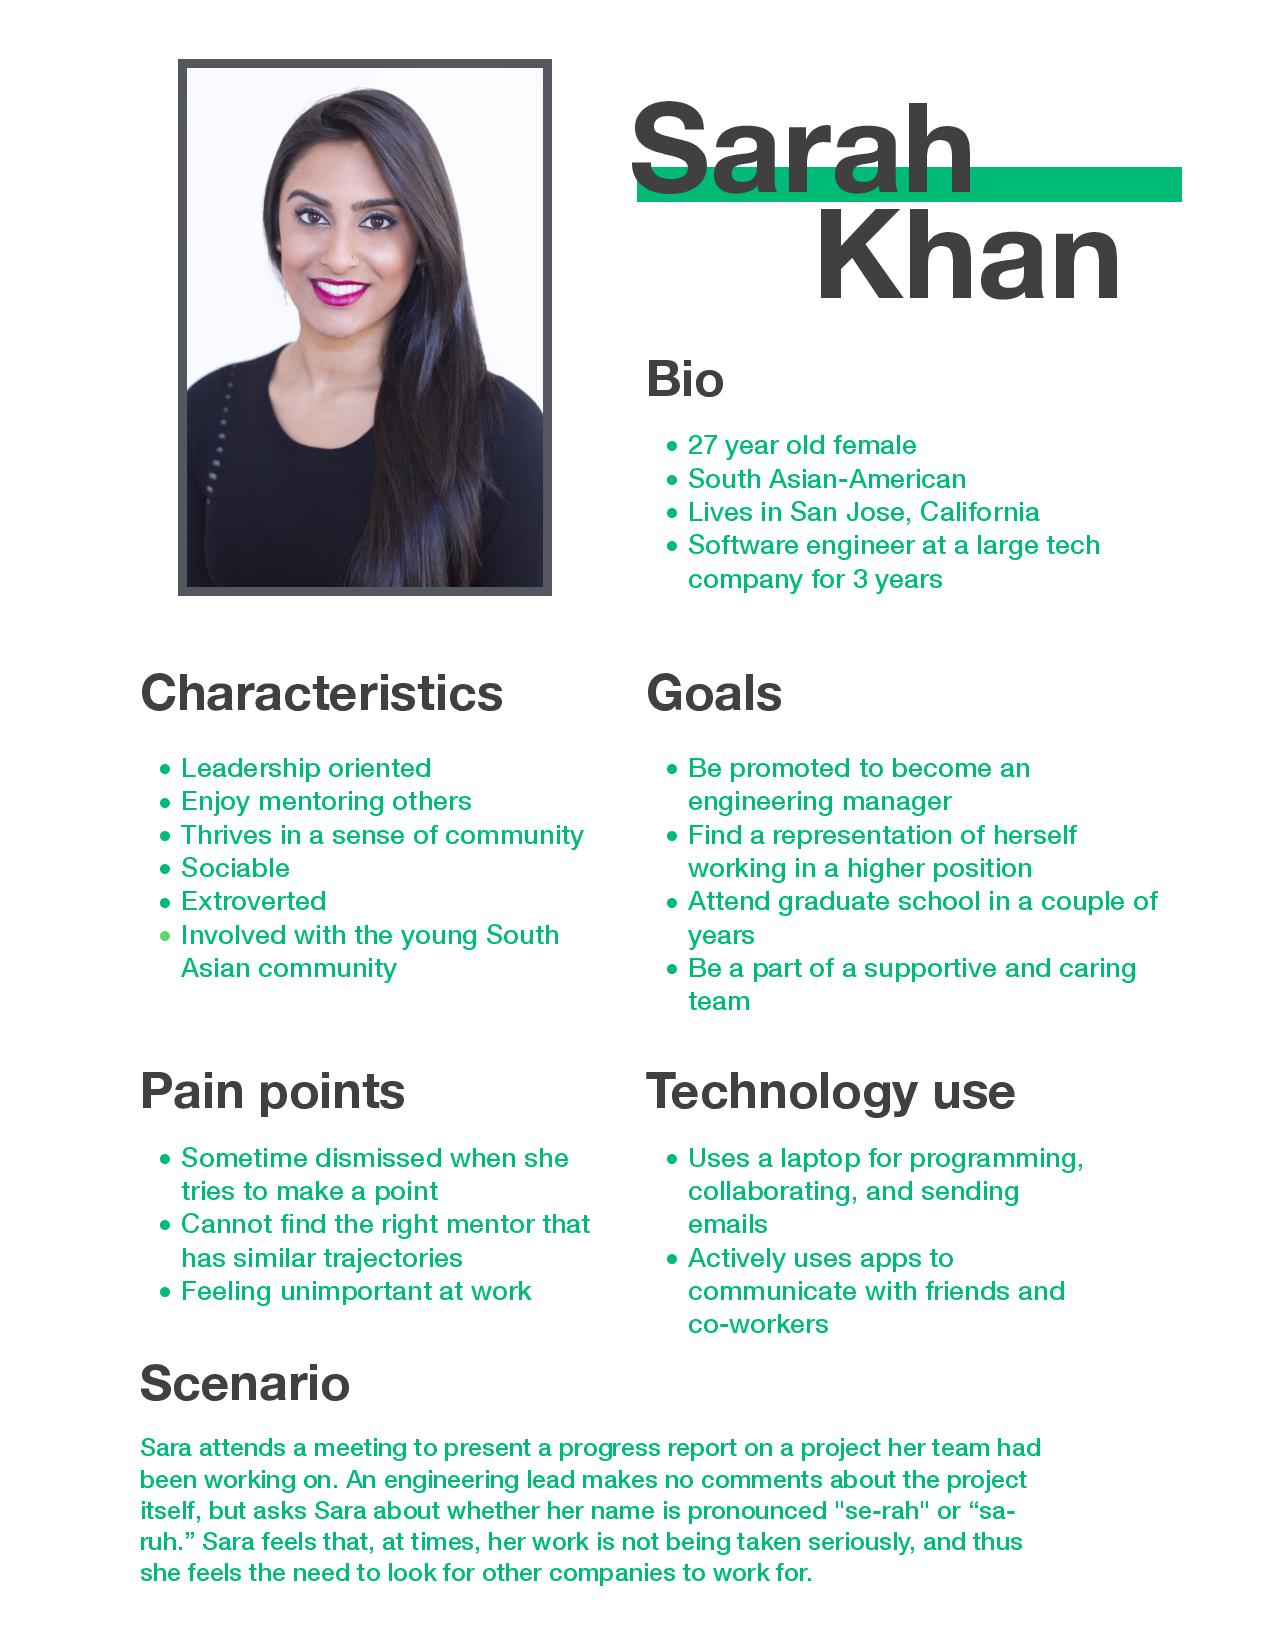 Sarah
Khan
Bio
• 27 year old female
• South Asian-American
• Lives in San Jose, California
• Software engineer at a large tech
company for 3 years
Characteristics
• Leadership oriented
• Enjoy mentoring others
• Thrives in a sense of community
• Sociable
• Extroverted
• Involved with the young South
Asian community
Goals
• Be promoted to become an
engineering manager
• Find a representation of herself
working in a higher position
• Attend graduate school in a couple of
years
• Be a part of a supportive and caring
team
Pain points
• Sometime dismissed when she
tries to make a point
• Cannot find the right mentor that
has similar trajectories
• Feeling unimportant at work
Technology use
• Uses a laptop for programming,
collaborating, and sending
emails
• Actively uses apps to
communicate with friends and
co-workers
Scenario
Sara attends a meeting to present a progress report on a project her team had
been working on. An engineering lead makes no comments about the project
itself, but asks Sara about whether her name is pronounced "se-rah" or “sa-
ruh.” Sara feels that, at times, her work is not being taken seriously, and thus
she feels the need to look for other companies to work for.